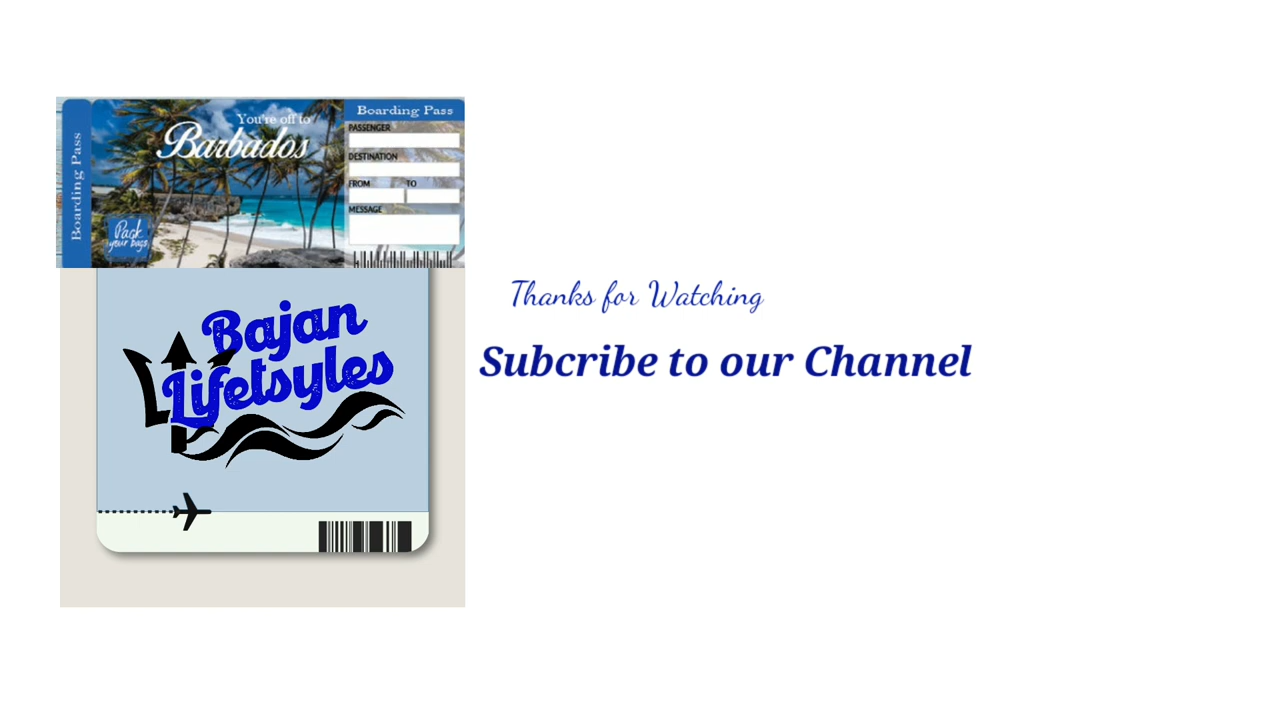 Boarding Pass
You're off to
Barbados
Pack
your bags
Boarding Pass
PASSENGER
DESTINATION
FROM TO
MESSAGE
Bajan
Lifetsyles
Thanks for Watching
Subcribe to our Channel